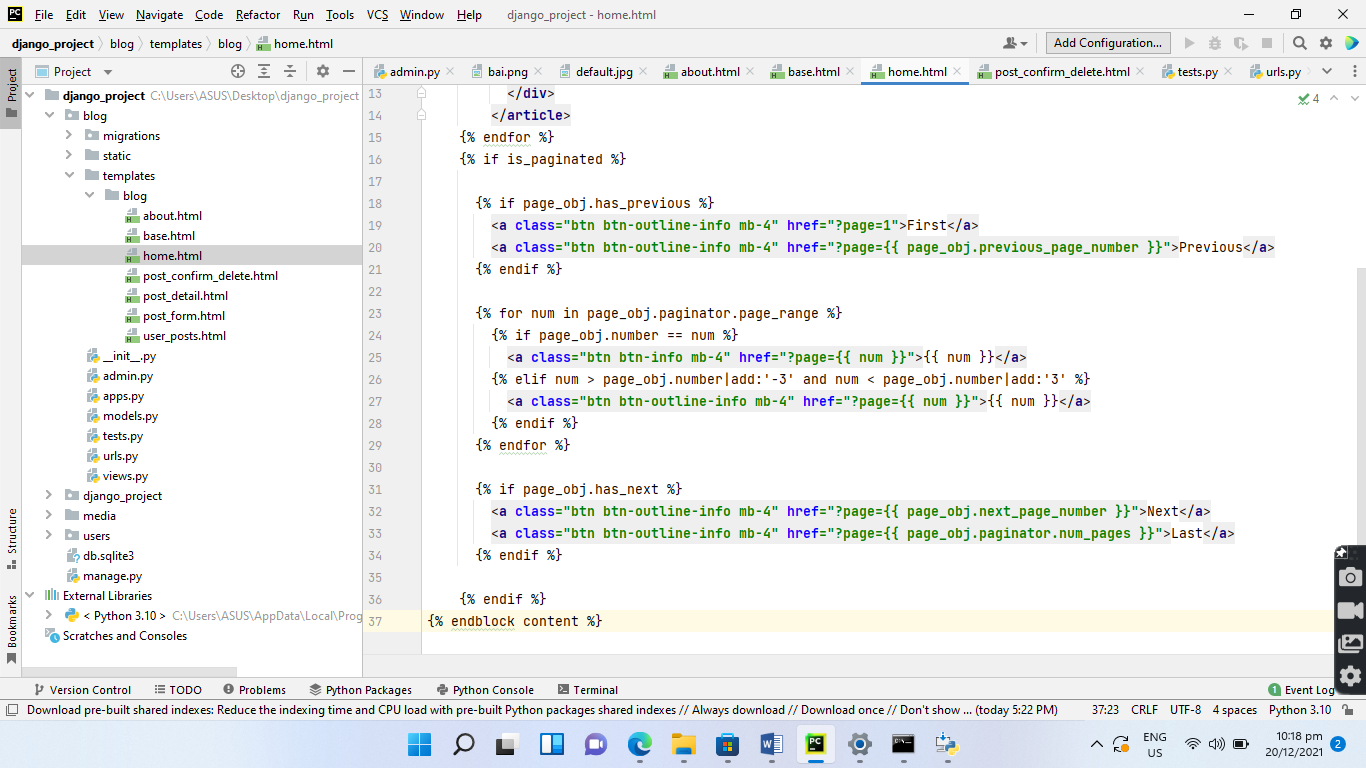 PC File Edit View Navigate Code Refactor Run Tools VCS Window Help django_project - home.html
django_project blog templates blog home.html Add Configuration...
Project admin.py bai.png default.jpg about.html base.html home.html post_confirm_delete.html tests.py urls.py
Project
Structure
Bookmarks
django_project C:\Users\ASUS\Desktop\django_project
blog
migrations
static
templates
blog
about.html
base.html
home.html
post_confirm_delete.html
post_detail.html
post_form.html
user_posts.html
__init__.py
admin.py
apps.py
models.py
tests.py
urls.py
views.py
django_project
media
users
db.sqlite3
manage.py
External Libraries
< Python 3.10 > C:\Users\ASUS\AppData\Local\Prog
Scratches and Consoles
4
13 </div>
14 </article>
15 {% endfor %}
16 {% if is_paginated %}
17
18 {% if page_obj.has_previous %}
19 <a class="btn btn-outline-info mb-4" href="?page=1">First</a>
20 <a class="btn btn-outline-info mb-4" href="?page={{ page_obj.previous_page_number }}">Previous</a>
21 {% endif %}
22
23 {% for num in page_obj.paginator.page_range %}
24 {% if page_obj.number == num %}
25 <a class="btn btn-info mb-4" href="?page={{ num }}">{{ num }}</a>
26 {% elif num > page_obj.number|add:'-3' and num < page_obj.number|add:'3' %}
27 <a class="btn btn-outline-info mb-4" href="?page={{ num }}">{{ num }}</a>
28 {% endif %}
29 {% endfor %}
30
31 {% if page_obj.has_next %}
32 <a class="btn btn-outline-info mb-4" href="?page={{ page_obj.next_page_number }}">Next</a>
33 <a class="btn btn-outline-info mb-4" href="?page={{ page_obj.paginator.num_pages }}">Last</a>
34 {% endif %}
35
36 {% endif %}
37 {% endblock content %}
Version Control TODO Problems Python Packages Python Console Terminal 1 Event Log
Download pre-built shared indexes: Reduce the indexing time and CPU load with pre-built Python packages shared indexes // Always download // Download once // Don't show ... (today 5:22 PM) 37:23 CRLF UTF-8 4 spaces Python 3.10
W PC ENG
US
10:18 pm
20/12/2021
2